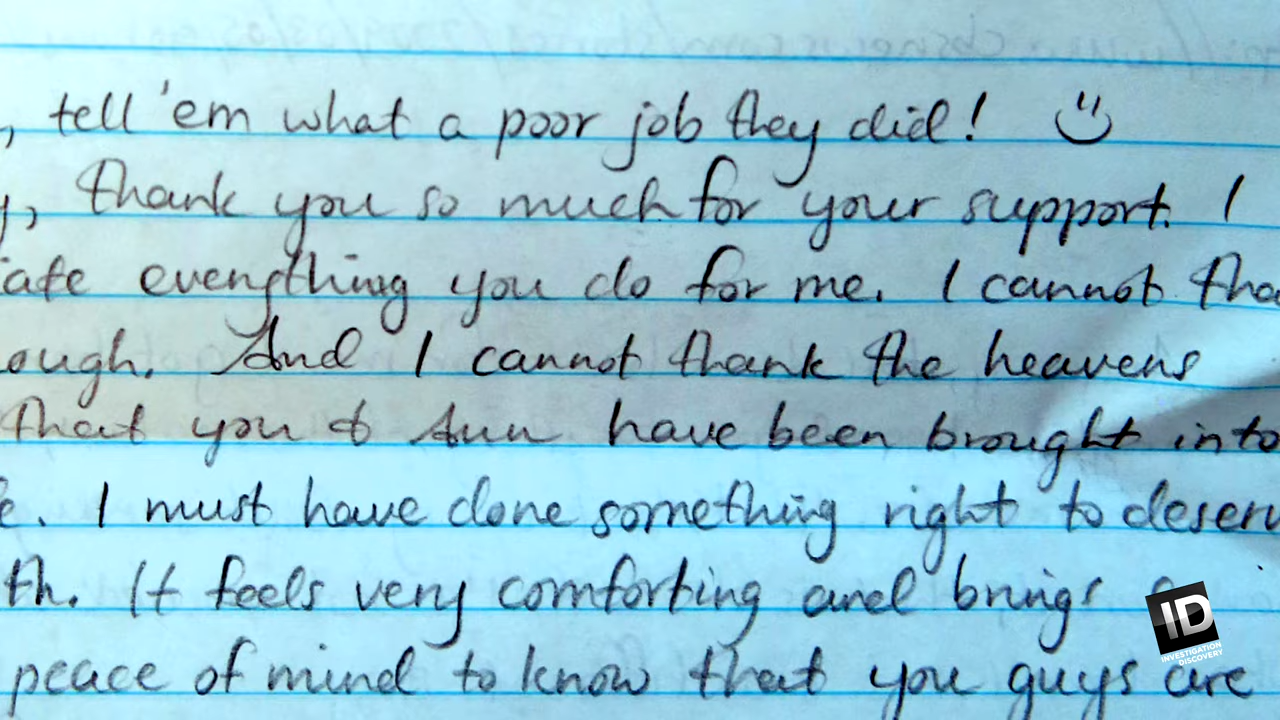 , tell 'em what a poor job they did!
y, thank you so much for your support. I
iate everything you do for me. I cannot tha
ough. And I cannot thank the heavens
that you & Ann have been brought into
e. I must have done something right to deserv
th. It feels very comforting and brings
peace of mind to know that you guys are
ID
INVESTIGATION
DISCOVERY